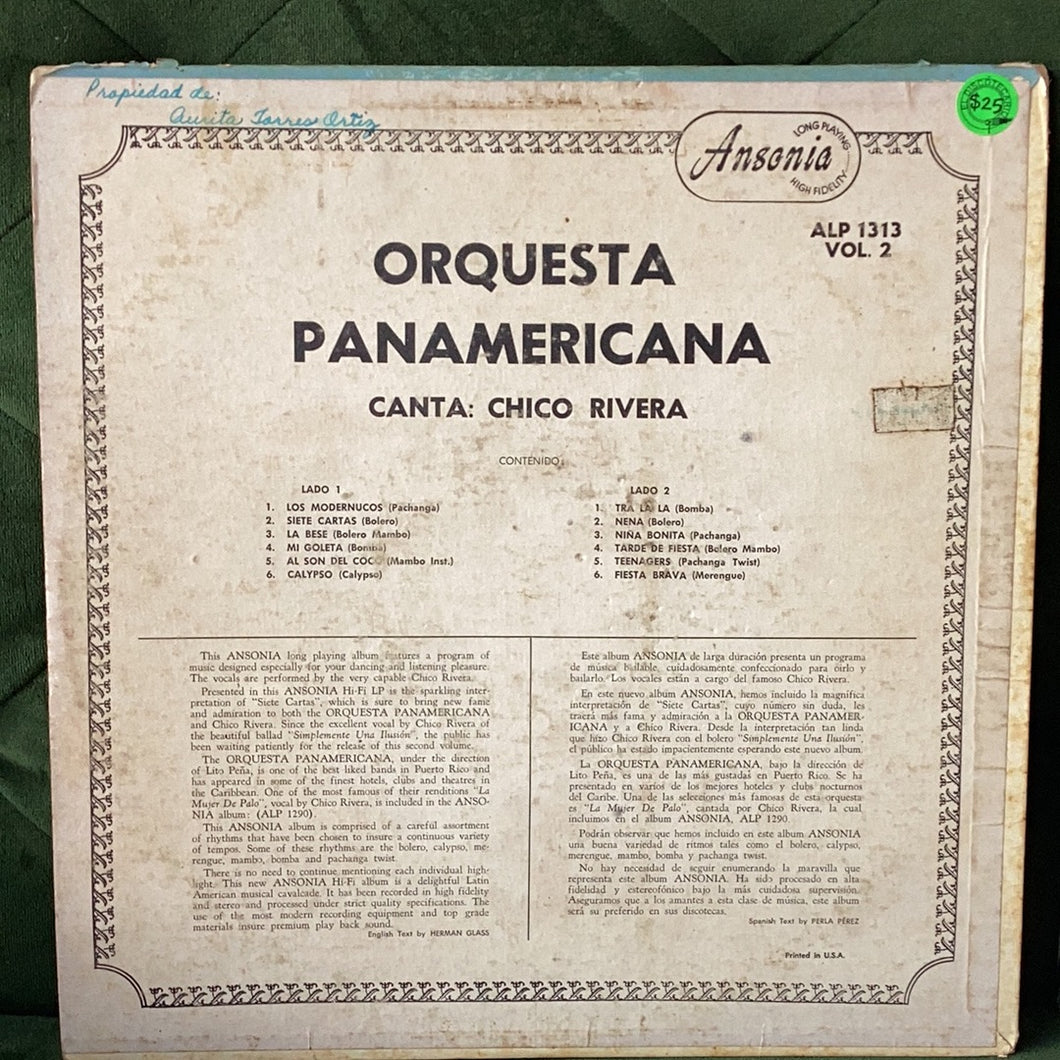 Propiedad de:
Aurita Torres Ortiz
$25
Ansonia
LONG PLAYING
HIGH FIDELITY
ALP 1313
VOL. 2
ORQUESTA
PANAMERICANA
CANTA: CHICO RIVERA
CONTENIDO:
LADO 1
1. LOS MODERNUCOS (Pachanga)
2. SIETE CARTAS (Bolero)
3. LA BESE (Bolero Mambo)
4. MI GOLETA (Bomba)
5. AL SON DEL COCO (Mambo Inst.)
6. CALYPSO (Calypso)
LADO 2
1. TRA LA LA (Bomba)
2. NENA (Bolero)
3. NIÑA BONITA (Pachanga)
4. TARDE DE FIESTA (Bolero Mambo)
5. TEENAGERS (Pachanga Twist)
6. FIESTA BRAVA (Merengue)
This ANSONIA long playing album features a program of
music designed especially for your dancing and listening pleasure.
The vocals are performed by the very capable Chico Rivera.
Presented in this ANSONIA Hi-Fi LP is the sparkling inter-
pretation of "Siete Cartas", which is sure to bring new fame
and admiration to both the ORQUESTA PANAMERICANA
and Chico Rivera. Since the excellent vocal by Chico Rivera of
the beautiful ballad "Simplemente Una Ilusión", the public has
been waiting patiently for the release of this second volume.
The ORQUESTA PANAMERICANA, under the direction
of Lito Peña, is one of the best liked bands in Puerto Rico and
has appeared in some of the finest hotels, clubs and theatres in
the Caribbean. One of the most famous of their renditions "La
Mujer De Palo", vocal by Chico Rivera, is included in the ANSO-
NIA album: (ALP 1290).
This ANSONIA album is comprised of a careful assortment
of rhythms that have been chosen to insure a continuous variety
of tempos. Some of these rhythms are the bolero, calypso, me-
rengue, mambo, bomba and pachanga twist.
There is no need to continue mentioning each individual high-
light. This new ANSONIA Hi-Fi album is a delightful Latin
American musical cavalcade. It has been recorded in high fidelity
and stereo and processed under strict quality specifications. The
use of the most modern recording equipment and top grade
materials insure premium play back sound.
English Text by HERMAN GLASS
Este album ANSONIA de larga duración presenta un programa
de música bailable, cuidadosamente confeccionado para oirlo y
bailarlo. Los vocales están a cargo del famoso Chico Rivera.
En este nuevo album ANSONIA, hemos incluido la magnífica
interpretación de "Siete Cartas", cuyo número sin duda, les
traerá más fama y admiración a la ORQUESTA PANAMER-
ICANA y a Chico Rivera. Desde la interpretación tan linda
que hizo Chico Rivera con el bolero "Simplemente Una Ilusión",
el público ha estado impacientemente esperando este nuevo album.
La ORQUESTA PANAMERICANA, bajo la dirección de
Lito Peña, es una de las más gustadas en Puerto Rico. Se ha
presentado en varios de los mejores hoteles y clubs nocturnos
del Caribe. Una de las selecciones más famosas de esta orquesta
es "La Mujer De Palo", cantada por Chico Rivera, la cual
incluimos en el album ANSONIA, ALP 1290.
Podrán observar que hemos incluido en este album ANSONIA
una buena variedad de ritmos tales como el bolero, calypso,
merengue, mambo, bomba y pachanga twist.
No hay necesidad de seguir enumerando la maravilla que
representa este album ANSONIA. Ha sido procesado en alta
fidelidad y estereofónico bajo la más cuidadosa supervisión.
Aseguramos que a los amantes a esta clase de música, este album
será su preferido en sus discotecas.
Spanish Text by PERLA PÉREZ
Printed in U.S.A.